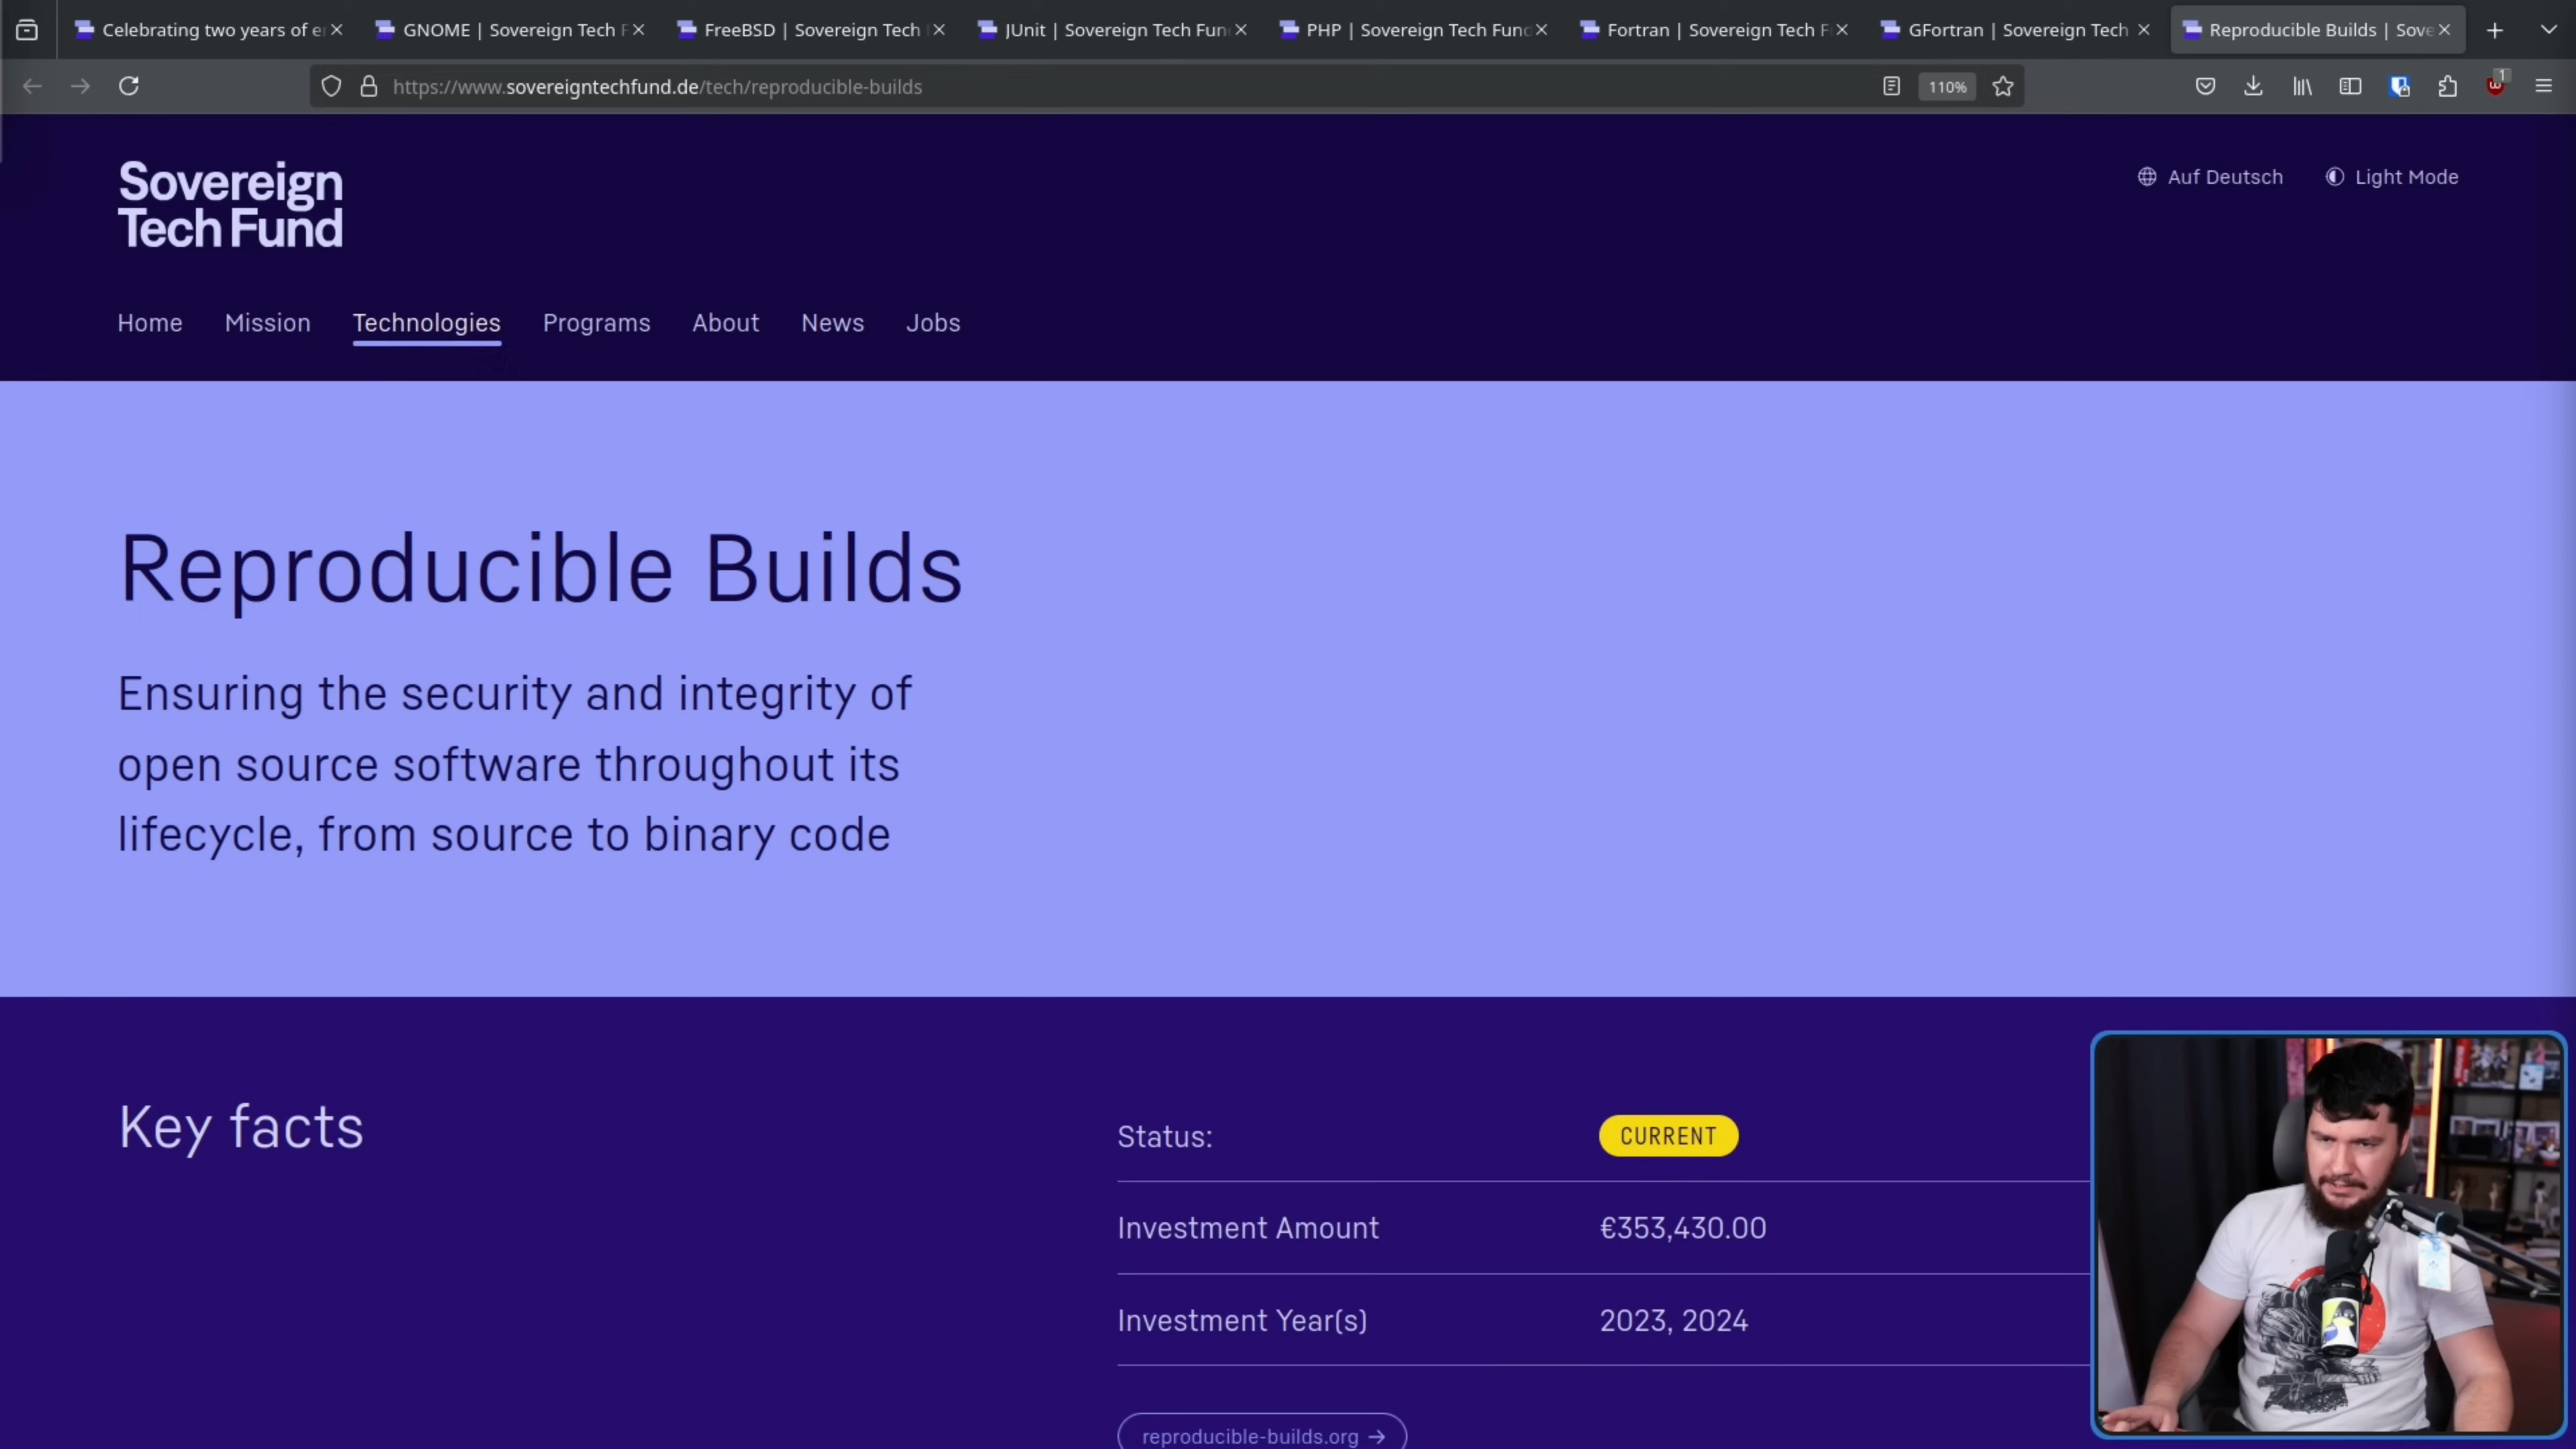 Celebrating two years of e
GNOME | Sovereign Tech F
FreeBSD | Sovereign Tech
JUnit | Sovereign Tech Fun
PHP | Sovereign Tech Fund
Fortran | Sovereign Tech F
GFortran | Sovereign Tech
Reproducible Builds | Sove
https://www.sovereigntechfund.de/tech/reproducible-builds
110%
1
Sovereign
Tech Fund
Auf Deutsch
Light Mode
Home
Mission
Technologies
Programs
About
News
Jobs
Reproducible Builds
Ensuring the security and integrity of
open source software throughout its
lifecycle, from source to binary code
Key facts
Status:
CURRENT
Investment Amount
€353,430.00
Investment Year(s)
2023, 2024
reproducible-builds.org →